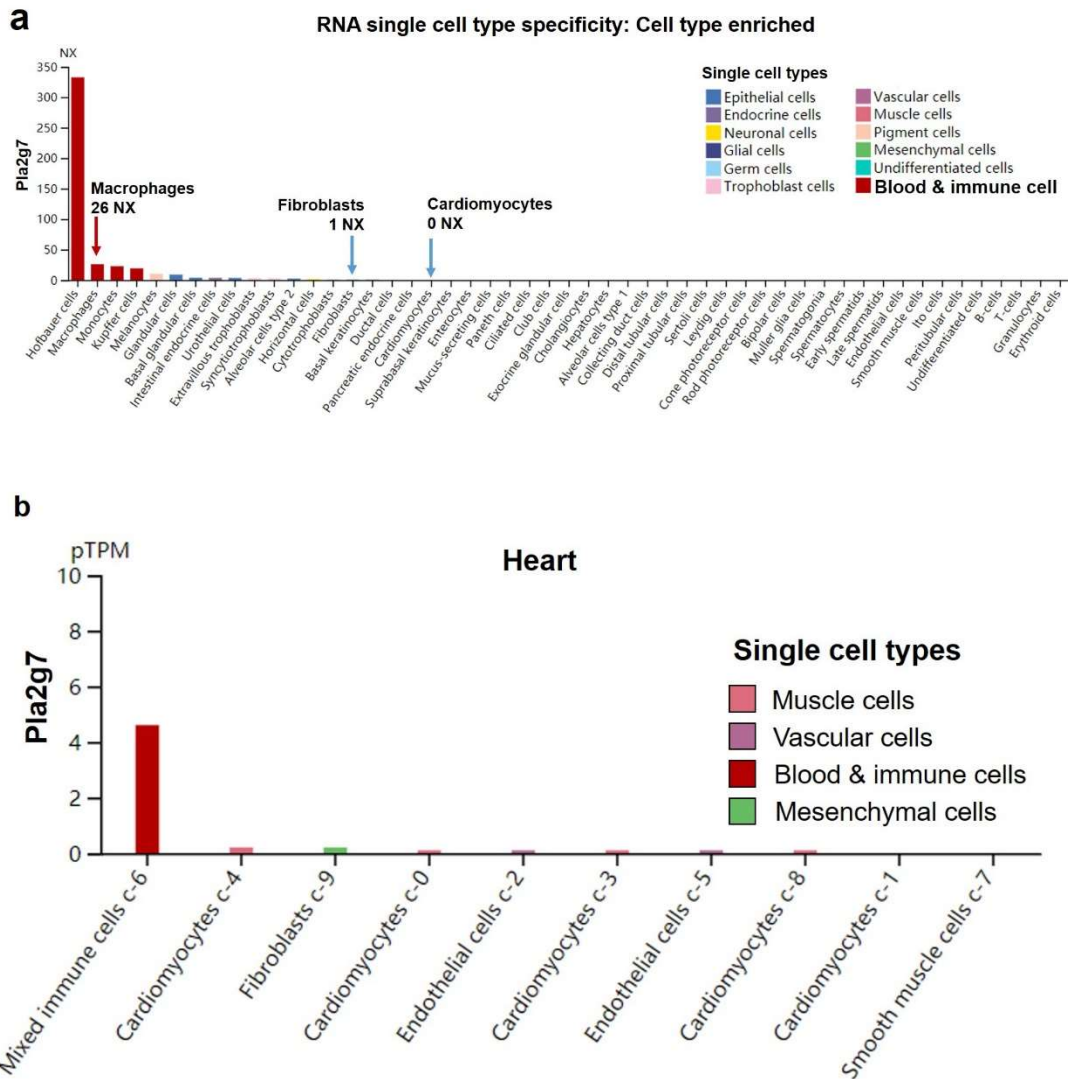 a
RNA single cell type specificity: Cell type enriched
NX
350
300
250
200
150
100
50
0
Pla2g7
Macrophages
26 NX
Fibroblasts
1 NX
Cardiomyocytes
0 NX
Single cell types
Epithelial cells
Endocrine cells
Neuronal cells
Glial cells
Germ cells
Trophoblast cells
Vascular cells
Muscle cells
Pigment cells
Mesenchymal cells
Undifferentiated cells
Blood & immune cell
Hofbauer cells
Macrophages
Monocytes
Kupffer cells
Melanocytes
Glandular cells
Basal glandular cells
Intestinal endocrine cells
Urothelial cells
Extravillous trophoblasts
Syncytiotrophoblasts
Alveolar cells type 2
Horizontal cells
Cytotrophoblasts
Fibroblasts
Basal keratinocytes
Ductal cells
Pancreatic endocrine cells
Cardiomyocytes
Suprabasal keratinocytes
Enterocytes
Mucus-secreting cells
Paneth cells
Ciliated cells
Club cells
Exocrine glandular cells
Cholangiocytes
Hepatocytes
Alveolar cells type 1
Collecting duct cells
Distal tubular cells
Proximal tubular cells
Sertoli cells
Leydig cells
Cone photoreceptor cells
Rod photoreceptor cells
Bipolar cells
Muller glia cells
Spermatogonia
Spermatocytes
Early spermatids
Late spermatids
Endothelial cells
Smooth muscle cells
Ito cells
Peritubular cells
Undifferentiated cells
B-cells
T-cells
Granulocytes
Erythroid cells
b
pTPM
Heart
10
8
6
4
2
0
Pla2g7
Single cell types
Muscle cells
Vascular cells
Blood & immune cells
Mesenchymal cells
Mixed immune cells c-6
Cardiomyocytes c-4
Fibroblasts c-9
Cardiomyocytes c-0
Endothelial cells c-2
Cardiomyocytes c-3
Endothelial cells c-5
Cardiomyocytes c-8
Cardiomyocytes c-1
Smooth muscle cells c-7